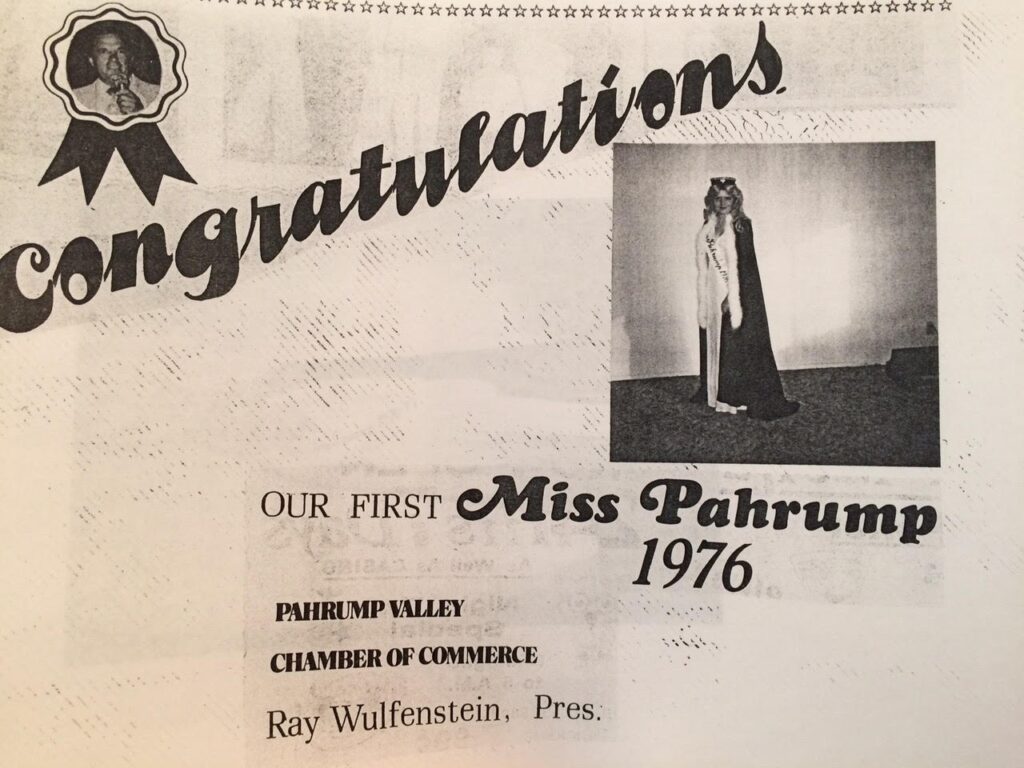 Congratulations
OUR FIRST Miss Pahrump
1976
PAHRUMP VALLEY
CHAMBER OF COMMERCE
Ray Wulfenstein, Pres.